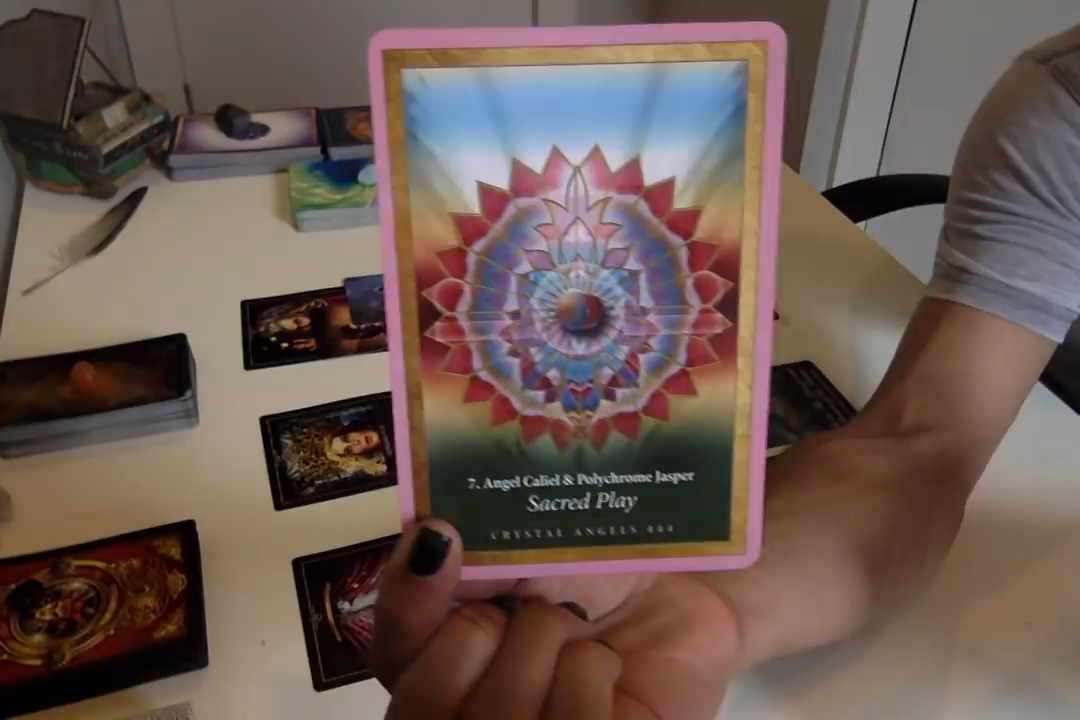 7. Angel Caliel & Polychrome Jasper
Sacred Play
CRYSTAL ANGELS 444